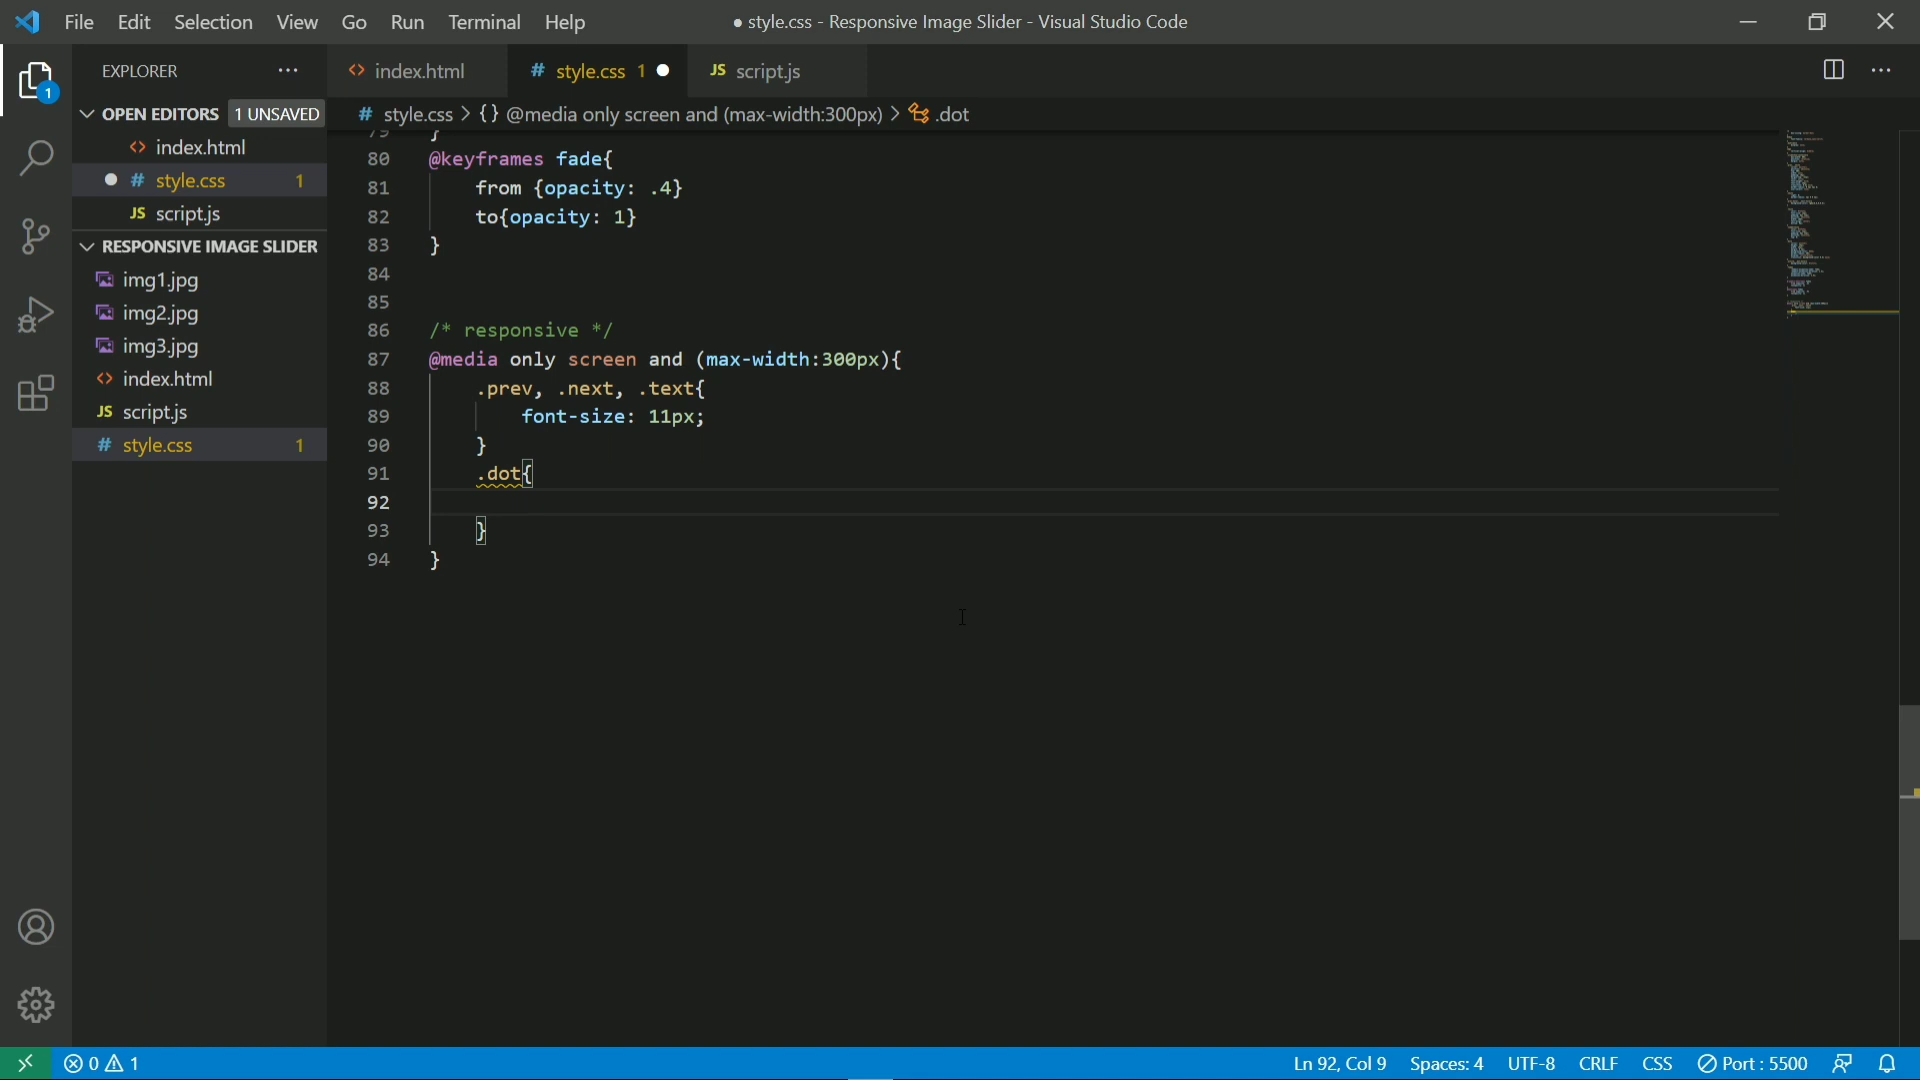 File Edit Selection View Go Run Terminal Help
● style.css - Responsive Image Slider - Visual Studio Code
EXPLORER ···
<> index.html
# style.css 1 ●
JS script.js
OPEN EDITORS 1 UNSAVED
<> index.html
● # style.css 1
JS script.js
RESPONSIVE IMAGE SLIDER
img1.jpg
img2.jpg
img3.jpg
<> index.html
JS script.js
# style.css 1
1
# style.css > {} @media only screen and (max-width:300px) > .dot
79 }
80 @keyframes fade{
81     from {opacity: .4}
82     to{opacity: 1}
83 }
84
85
86 /* responsive */
87 @media only screen and (max-width:300px){
88     .prev, .next, .text{
89         font-size: 11px;
90     }
91     .dot{
92
93     }
94 }
0 1
Ln 92, Col 9 Spaces: 4 UTF-8 CRLF CSS Port : 5500